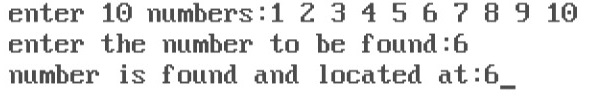 enter 10 numbers:1 2 3 4 5 6 7 8 9 10
enter the number to be found:6
number is found and located at:6_